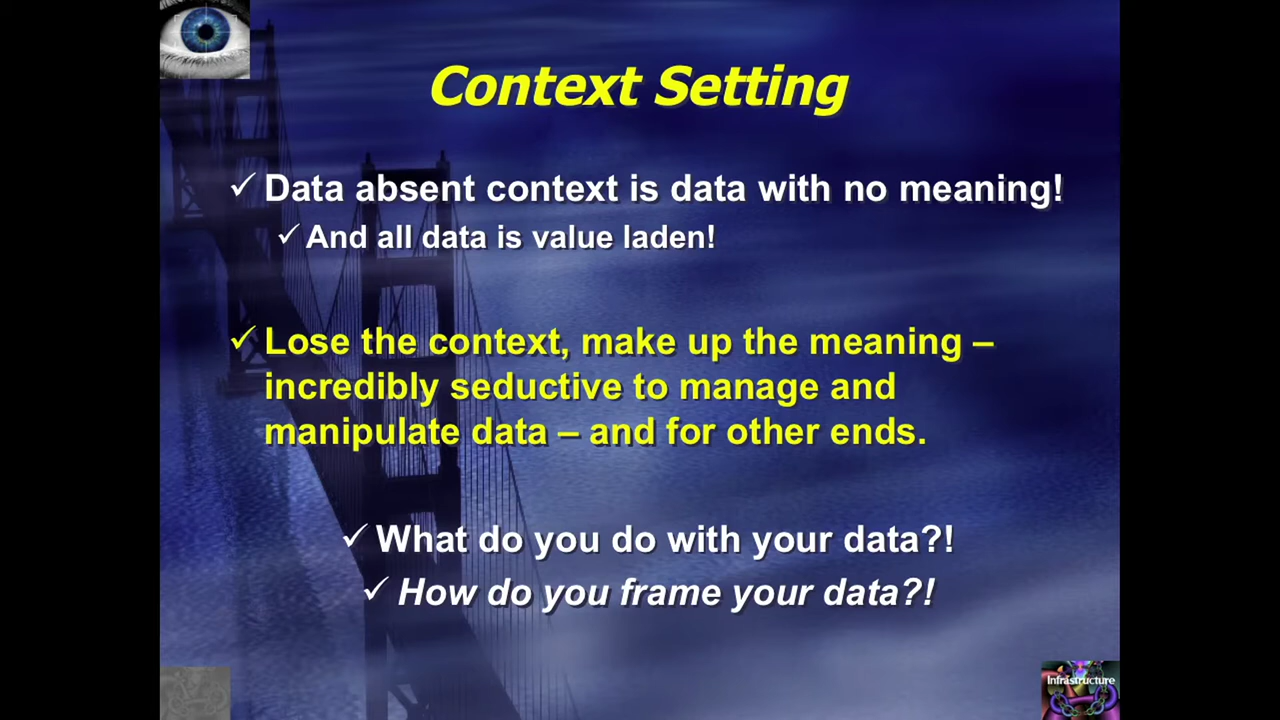 Context Setting
✓ Data absent context is data with no meaning!
✓ And all data is value laden!
✓ Lose the context, make up the meaning –
incredibly seductive to manage and
manipulate data – and for other ends.
✓ What do you do with your data?!
✓ How do you frame your data?!
Infrastructure